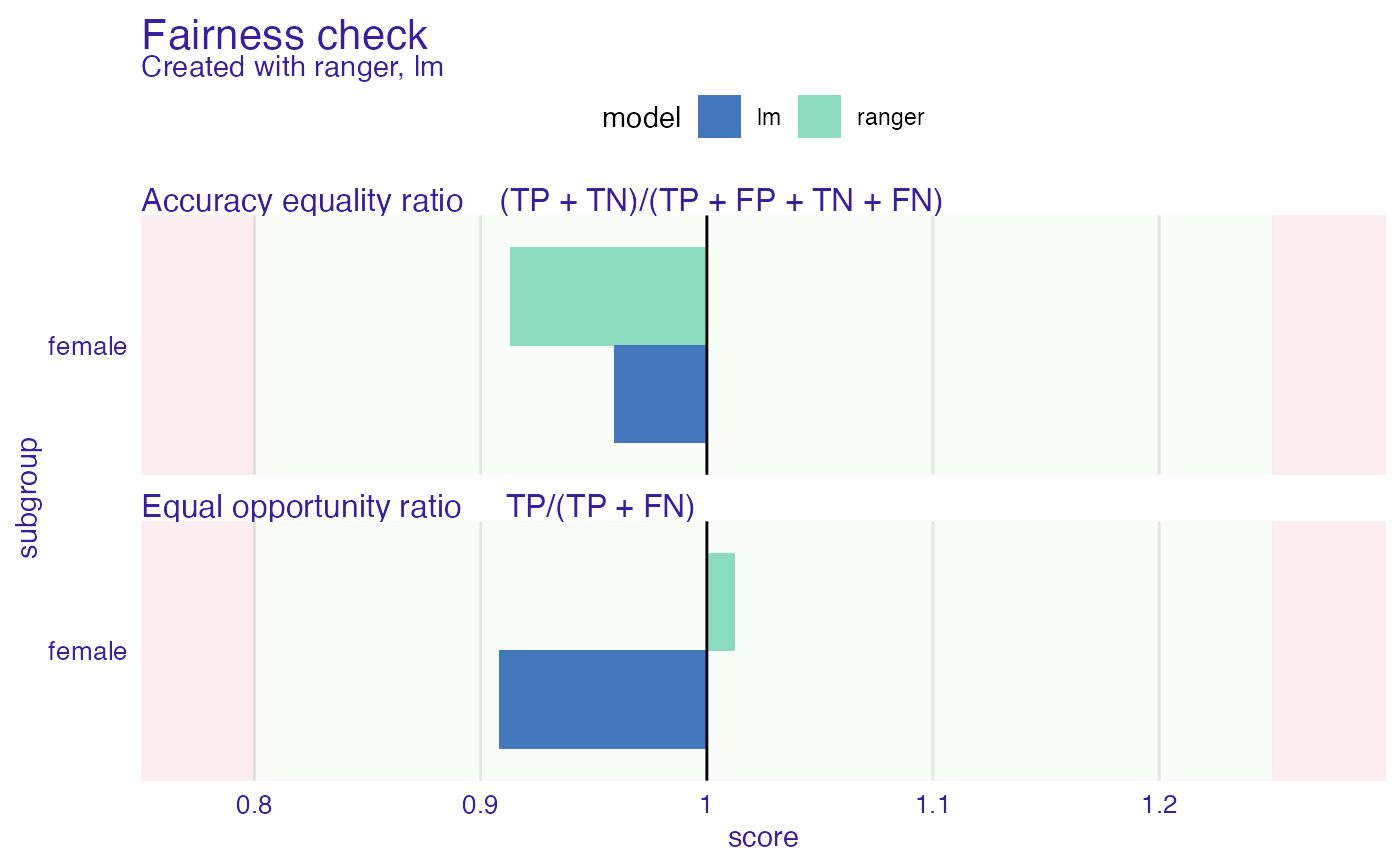 Fairness check
Created with ranger, lm
model lm ranger
Accuracy equality ratio (TP + TN)/(TP + FP + TN + FN)
female
subgroup
Equal opportunity ratio TP/(TP + FN)
female
0.8 0.9 1 1.1 1.2
score